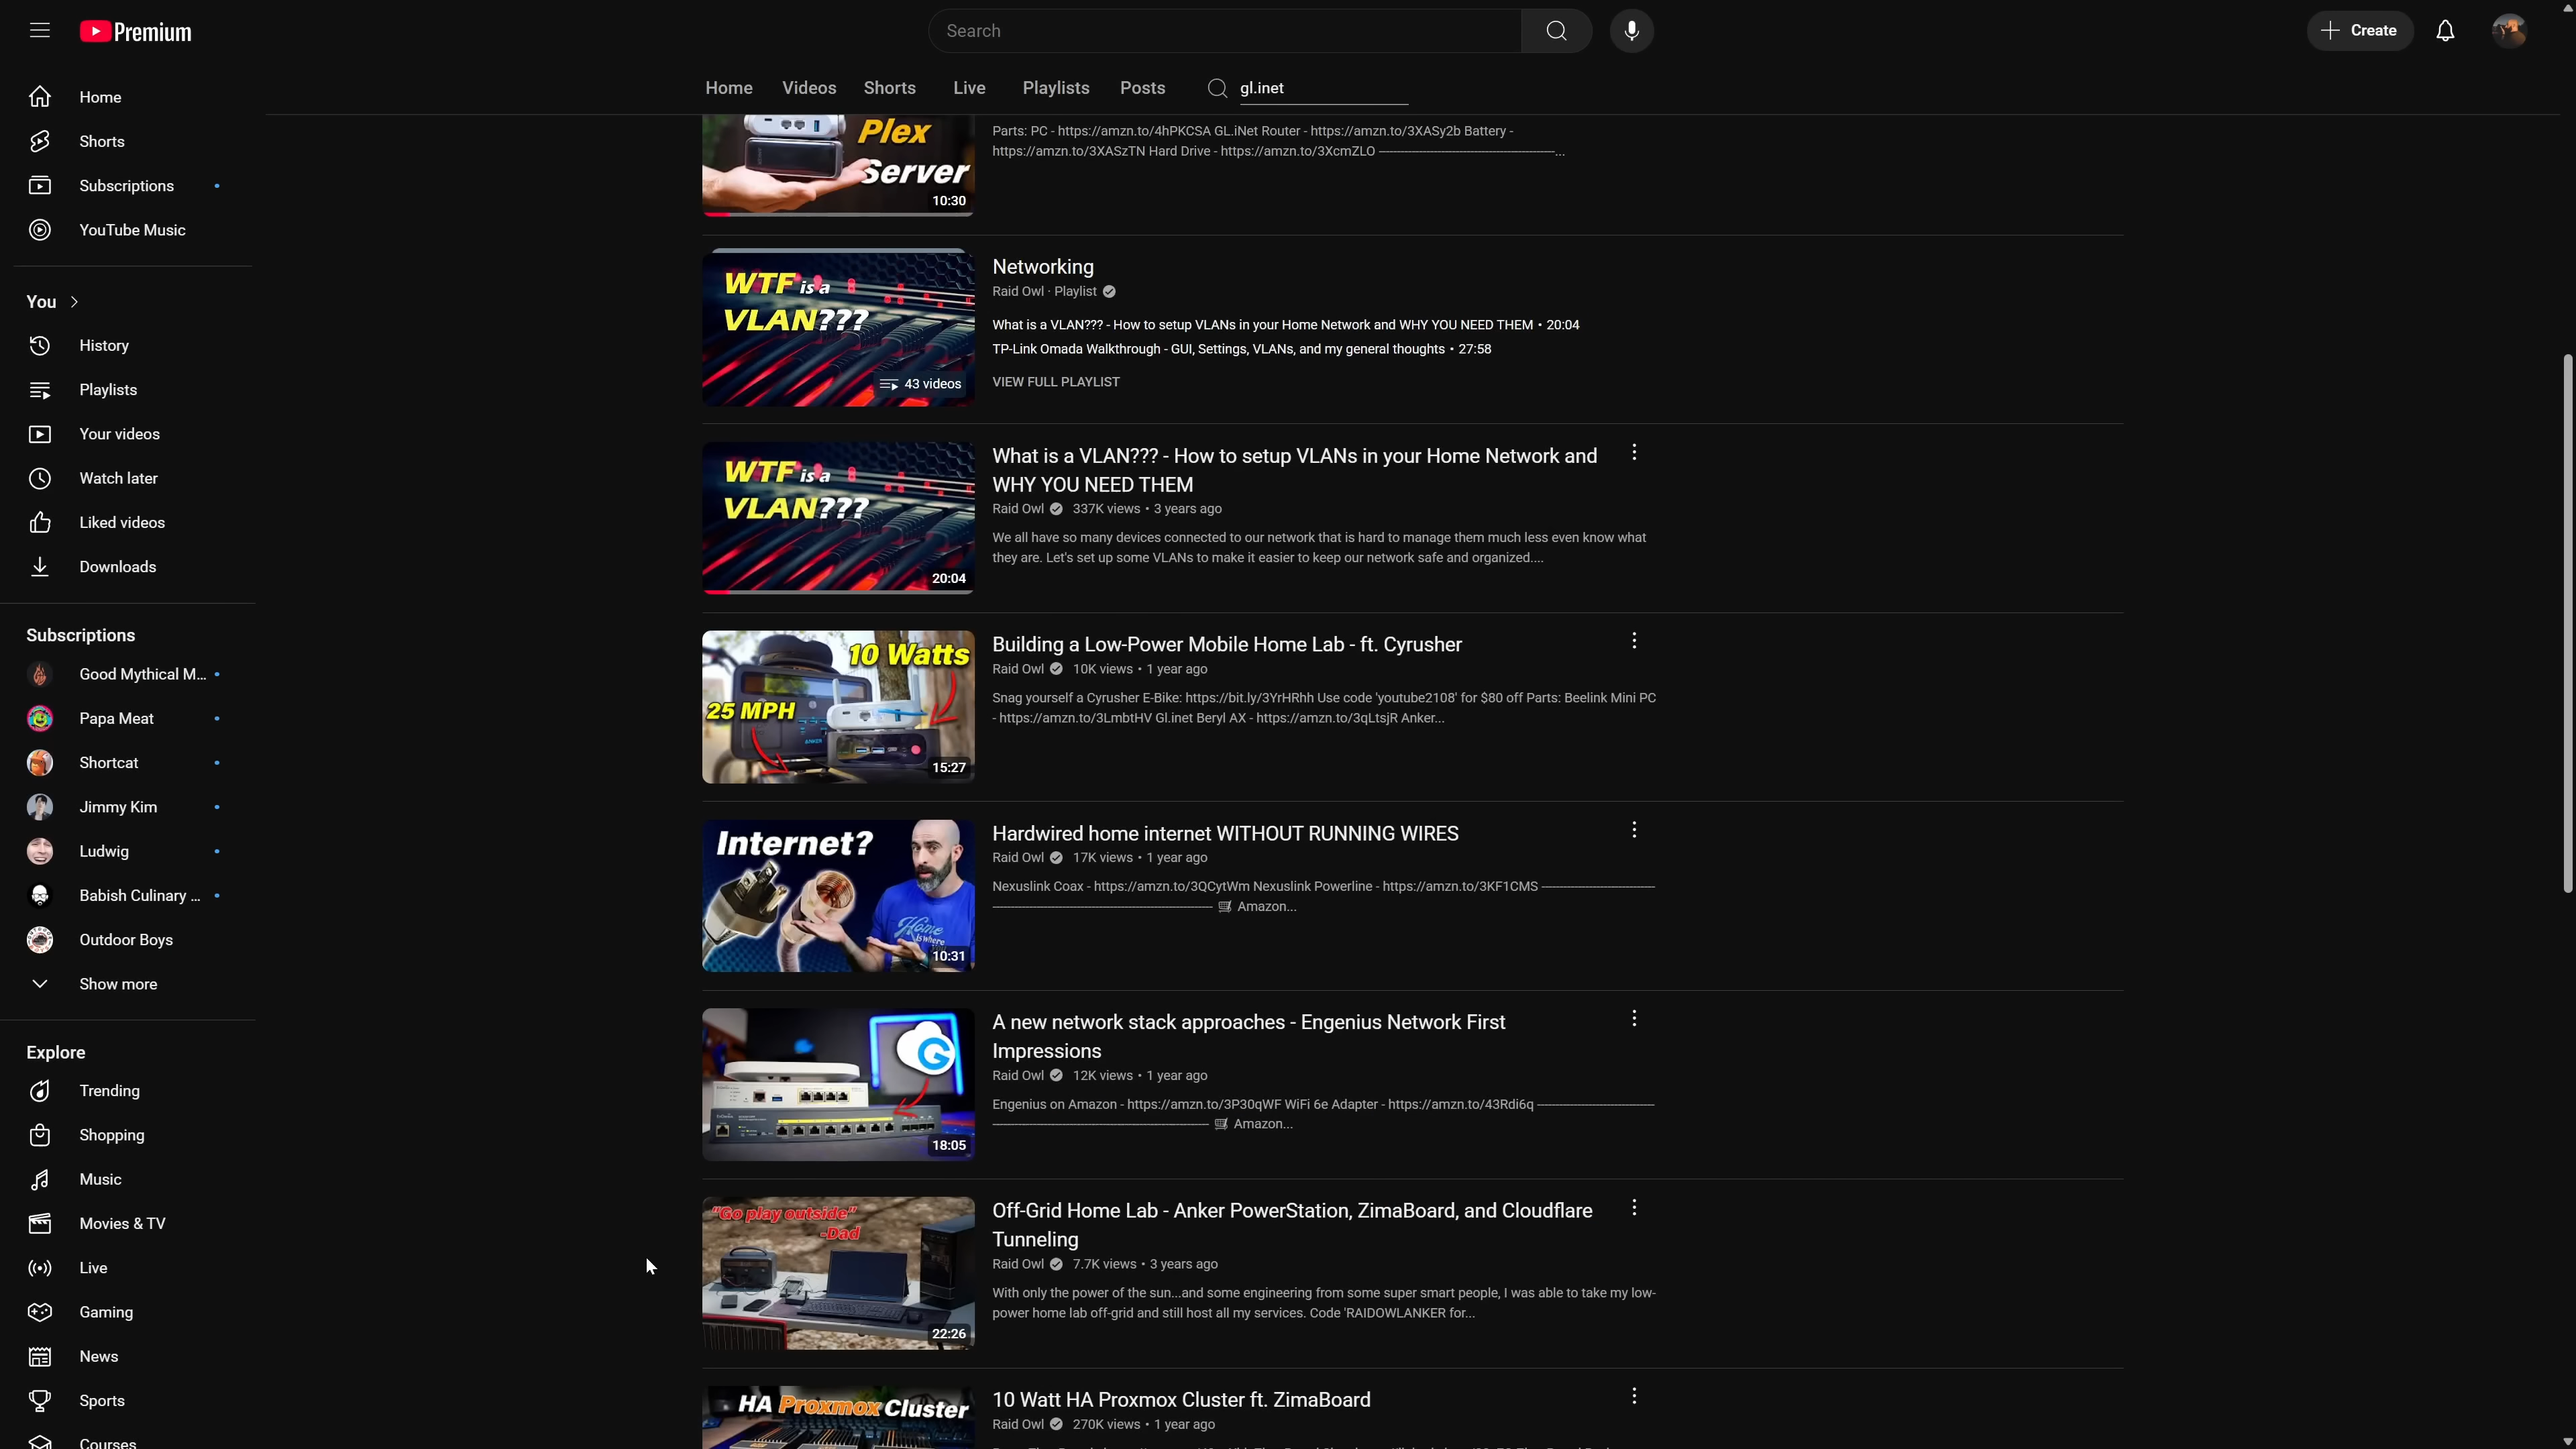 Premium
Search
Create
Home
Shorts
Subscriptions
YouTube Music
You
History
Playlists
Your videos
Watch later
Liked videos
Downloads
Subscriptions
Good Mythical M...
Papa Meat
Shortcat
Jimmy Kim
Ludwig
Babish Culinary ...
Outdoor Boys
Show more
Explore
Trending
Shopping
Music
Movies & TV
Live
Gaming
News
Sports
Courses
Home Videos Shorts Live Playlists Posts gl.inet
Plex
Server
10:30
Parts: PC - https://amzn.to/4hPKCSA GL.iNet Router - https://amzn.to/3XASy2b Battery -
https://amzn.to/3XASzTN Hard Drive - https://amzn.to/3XcmZLO ----------------------------------------...
WTF is a
VLAN???
43 videos
Networking
Raid Owl · Playlist
What is a VLAN??? - How to setup VLANs in your Home Network and WHY YOU NEED THEM • 20:04
TP-Link Omada Walkthrough - GUI, Settings, VLANs, and my general thoughts • 27:58
VIEW FULL PLAYLIST
WTF is a
VLAN???
20:04
What is a VLAN??? - How to setup VLANs in your Home Network and
WHY YOU NEED THEM
Raid Owl 337K views • 3 years ago
We all have so many devices connected to our network that is hard to manage them much less even know what
they are. Let's set up some VLANs to make it easier to keep our network safe and organized....
10 Watts
25 MPH
ANKER
15:27
Building a Low-Power Mobile Home Lab - ft. Cyrusher
Raid Owl 10K views • 1 year ago
Snag yourself a Cyrusher E-Bike: https://bit.ly/3YrHRhh Use code 'youtube2108' for $80 off Parts: Beelink Mini PC
- https://amzn.to/3LmbtHV Gl.inet Beryl AX - https://amzn.to/3qLtsjR Anker...
Internet?
Home
is where
10:31
Hardwired home internet WITHOUT RUNNING WIRES
Raid Owl 17K views • 1 year ago
Nexuslink Coax - https://amzn.to/3QCytWm Nexuslink Powerline - https://amzn.to/3KF1CMS --------------------------
-------------------------------------------------- 🛒 Amazon...
18:05
A new network stack approaches - Engenius Network First
Impressions
Raid Owl 12K views • 1 year ago
Engenius on Amazon - https://amzn.to/3P30qWF WiFi 6e Adapter - https://amzn.to/43Rdi6q --------------------------
-------------------------------------------------- 🛒 Amazon...
"Go play outside"
-Dad
22:26
Off-Grid Home Lab - Anker PowerStation, ZimaBoard, and Cloudflare
Tunneling
Raid Owl 7.7K views • 3 years ago
With only the power of the sun...and some engineering from some super smart people, I was able to take my low-
power home lab off-grid and still host all my services. Code 'RAIDOWLANKER for...
HA Proxmox Cluster
10 Watt HA Proxmox Cluster ft. ZimaBoard
Raid Owl 270K views • 1 year ago